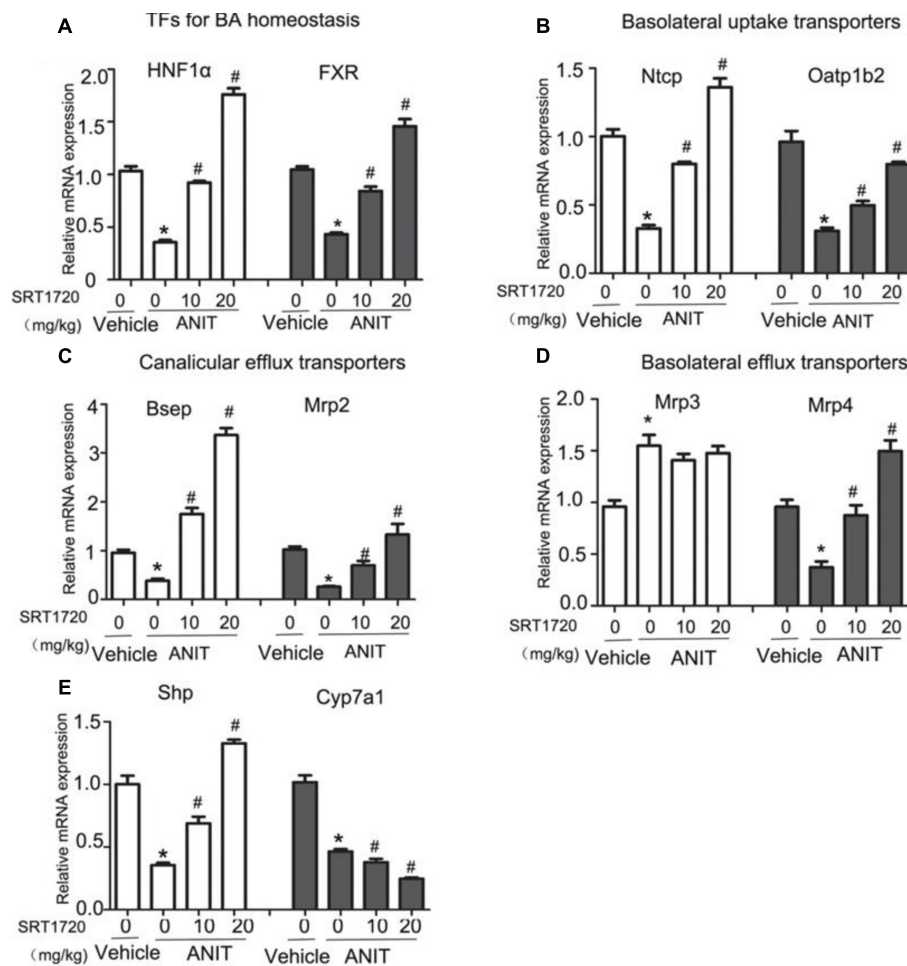 A
TFs for BA homeostasis
HNF1α
FXR
Relative mRNA expression
2.0
1.5
1.0
0.5
0
*
#
#
*
#
#
SRT1720 0 0 10 20 0 0 10 20
(mg/kg) Vehicle ANIT Vehicle ANIT
B
Basolateral uptake transporters
Ntcp
Oatp1b2
Relative mRNA expression
1.5
1.0
0.5
0.0
*
#
#
*
#
#
SRT1720 0 0 10 20 0 0 10 20
(mg/kg) Vehicle ANIT Vehicle ANIT
C
Canalicular efflux transporters
Bsep
Mrp2
Relative mRNA expression
4
3
2
1
0
*
#
#
*
#
#
SRT1720 0 0 10 20 0 0 10 20
(mg/kg) Vehicle ANIT Vehicle ANIT
D
Basolateral efflux transporters
Mrp3
Mrp4
Relative mRNA expression
2.0
1.5
1.0
0.5
0.0
*
*
#
#
SRT1720 0 0 10 20 0 0 10 20
(mg/kg) Vehicle ANIT Vehicle ANIT
E
Shp
Cyp7a1
Relative mRNA expression
1.5
1.0
0.5
0.0
*
#
#
*
#
#
SRT1720 0 0 10 20 0 0 10 20
(mg/kg) Vehicle ANIT Vehicle ANIT